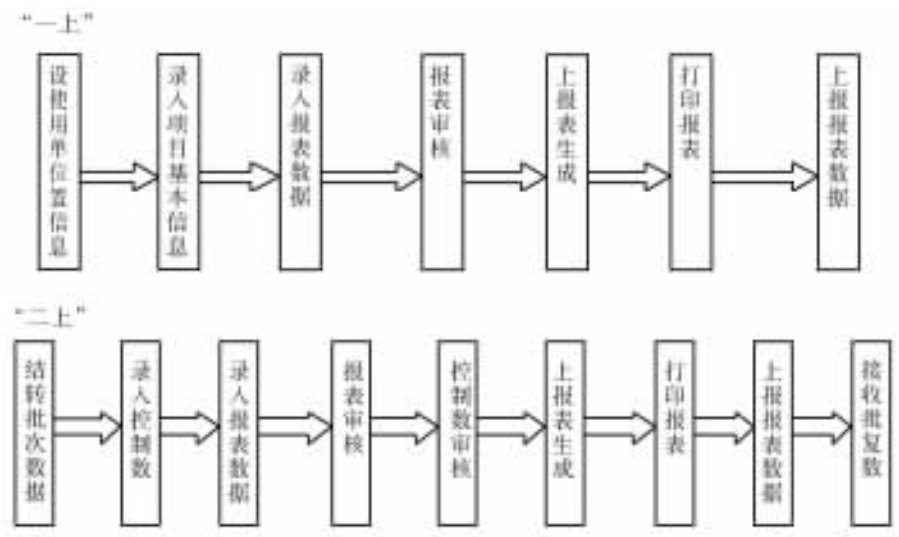 “一上”
设使用单位置信息
录入项目基本信息
录入报表数据
报表审核
上报表生成
打印报表
上报报表数据
“二上”
结转批次数据
录入控制数
录入报表数据
报表审核
控制数审核
上报表生成
打印报表
上报报表数据
接收批复数